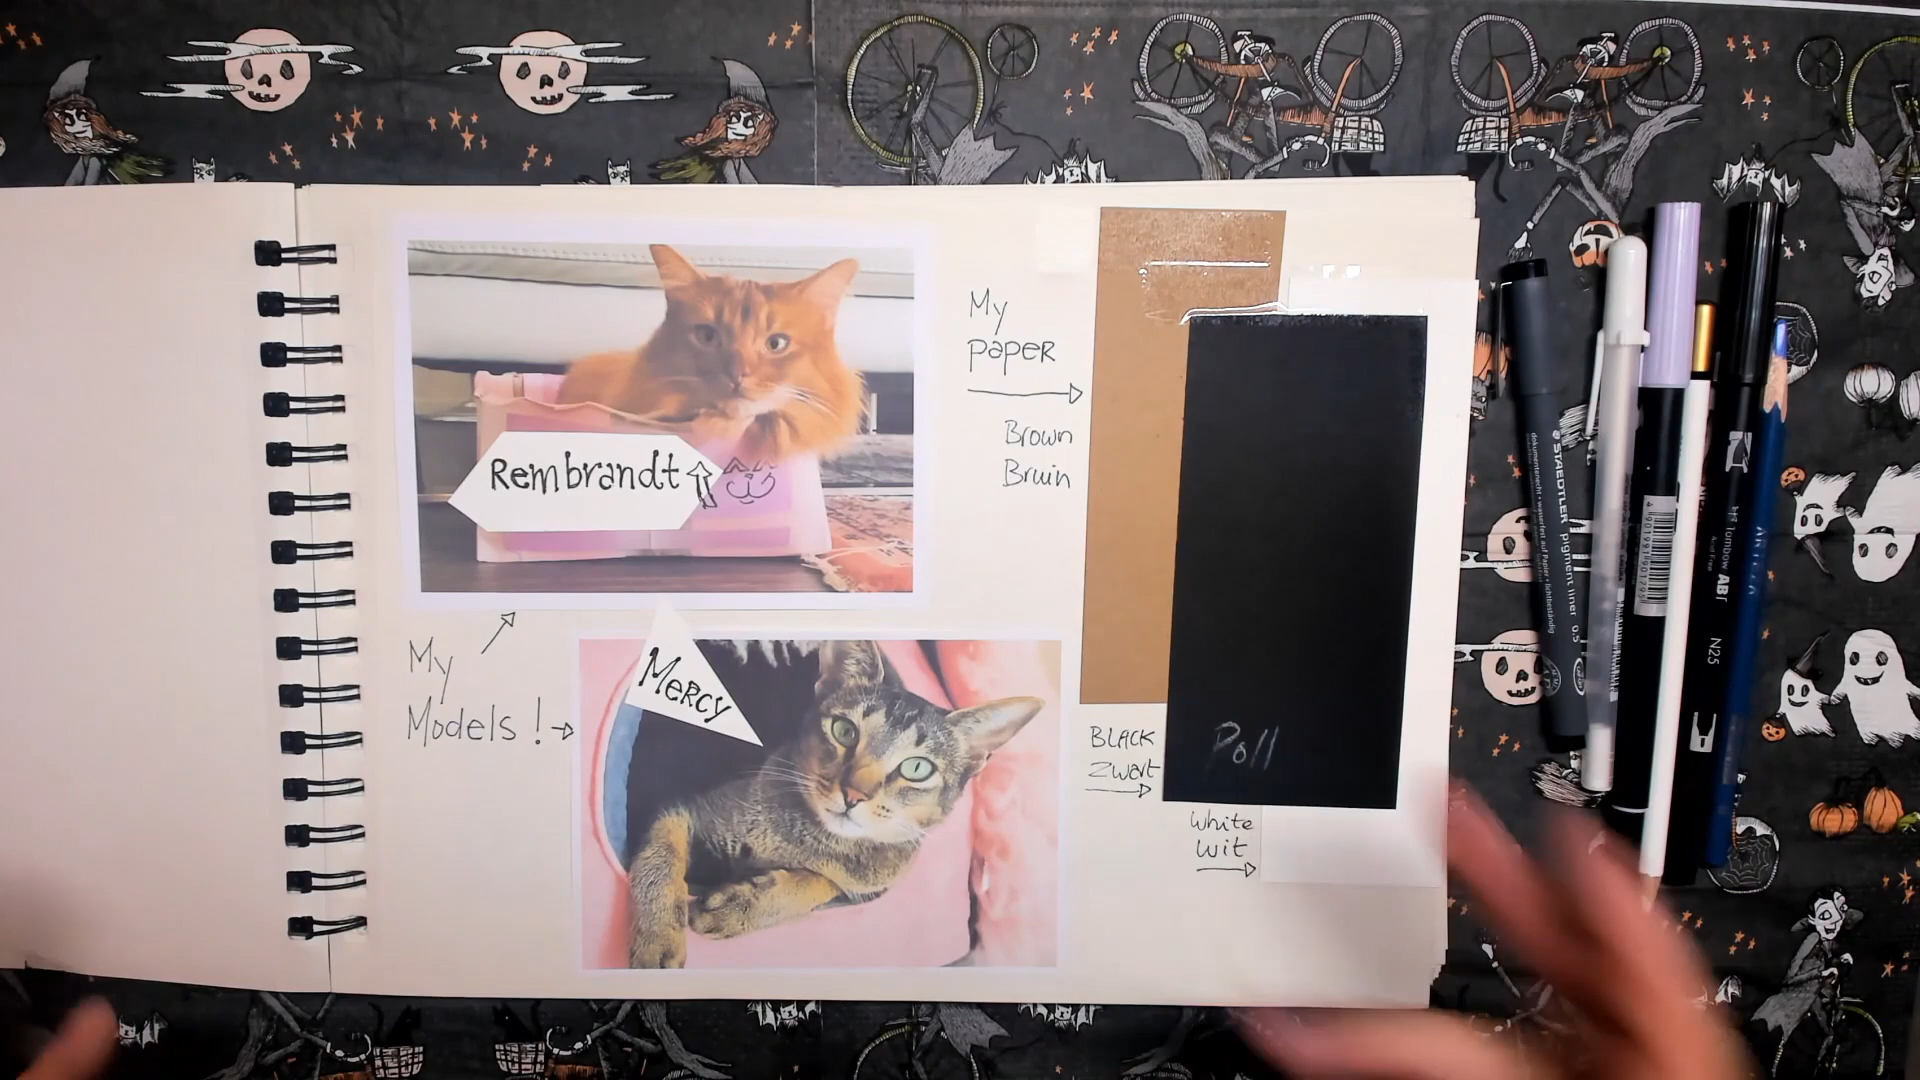 Rembrandt
My
Models!
Mercy
My
paper
Brown
Bruin
BLACK
Zwart
White
Wit
Poll
STAEDTLER pigment liner 0.5
4901991901795
Tombow ABT
N25